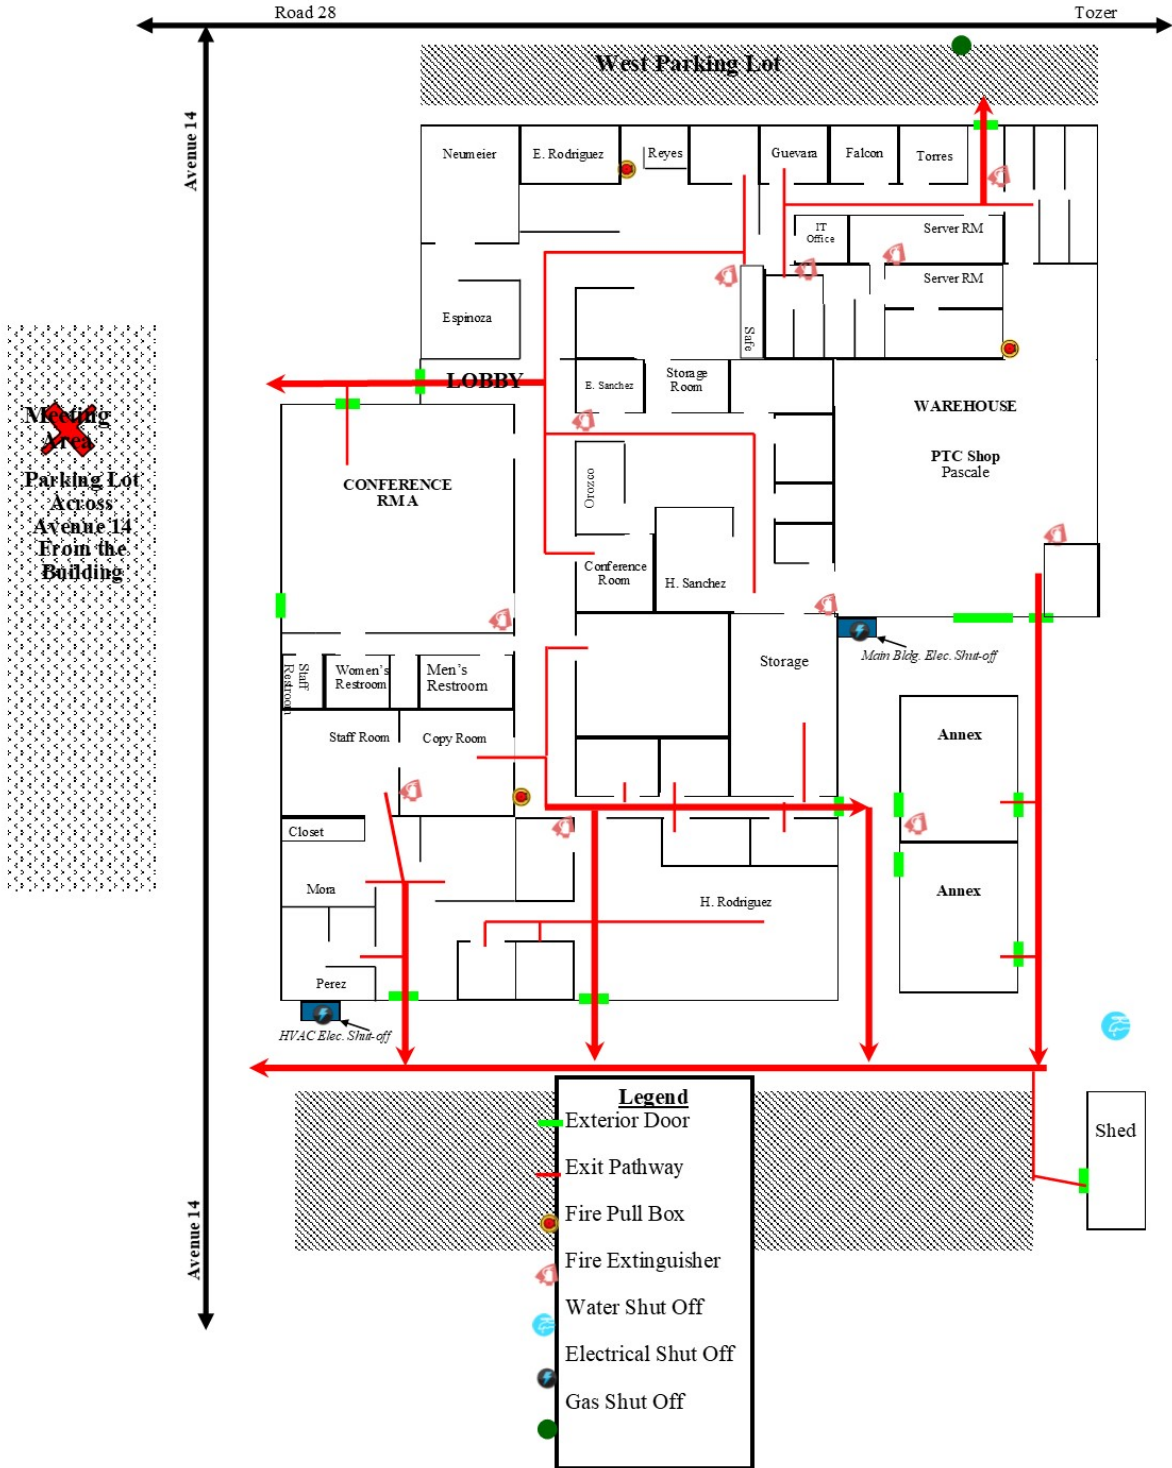 Road 28
Tozer
West Parking Lot
Avenue 14
Neumeier
E. Rodriguez
Reyes
Guevara
Falcon
Torres
IT
Office
Server RM
Server RM
Espinoza
Safe
LOBBY
E. Sanchez
Storage
Room
WAREHOUSE
PTC Shop
Pascale
Meeting
Area
Parking Lot
Across
Avenue 14
From the
Building
CONFERENCE
RM A
Orozco
Conference
Room
H. Sanchez
Main Bldg. Elec. Shut-off
Staff
Restroom
Women's
Restroom
Men's
Restroom
Storage
Staff Room
Copy Room
Annex
Closet
Mora
H. Rodriguez
Annex
Perez
HVAC Elec. Shut-off
Avenue 14
Legend
Exterior Door
Exit Pathway
Fire Pull Box
Fire Extinguisher
Water Shut Off
Electrical Shut Off
Gas Shut Off
Shed